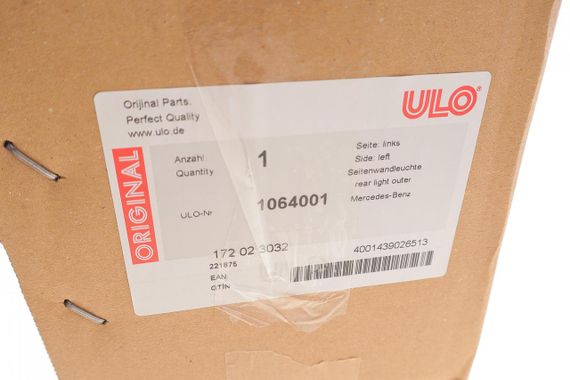 Orijinal Parts.
Perfect Quality
www.ulo.de
ULO®
ORIGINAL
Anzahl
Quantity
1
Seite: links
Side: left
Seitenwandleuchte
rear light outer
Mercedes-Benz
ULO-Nr
1064001
172 02 3032
221875
EAN
GTIN
4001439026513